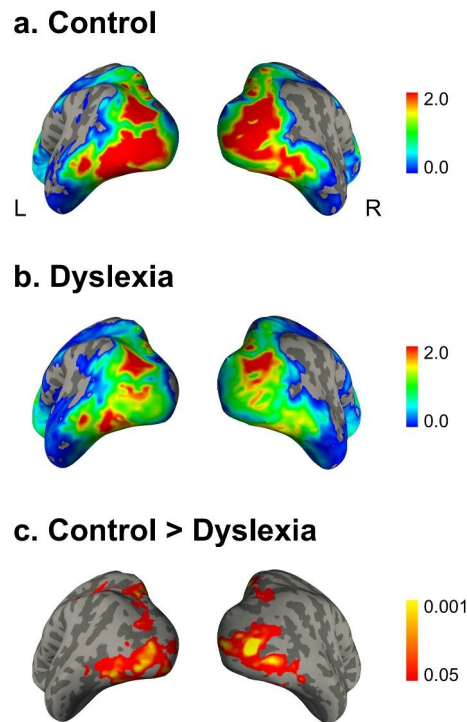 a. Control
2.0
0.0
L
R
b. Dyslexia
2.0
0.0
c. Control > Dyslexia
0.001
0.05